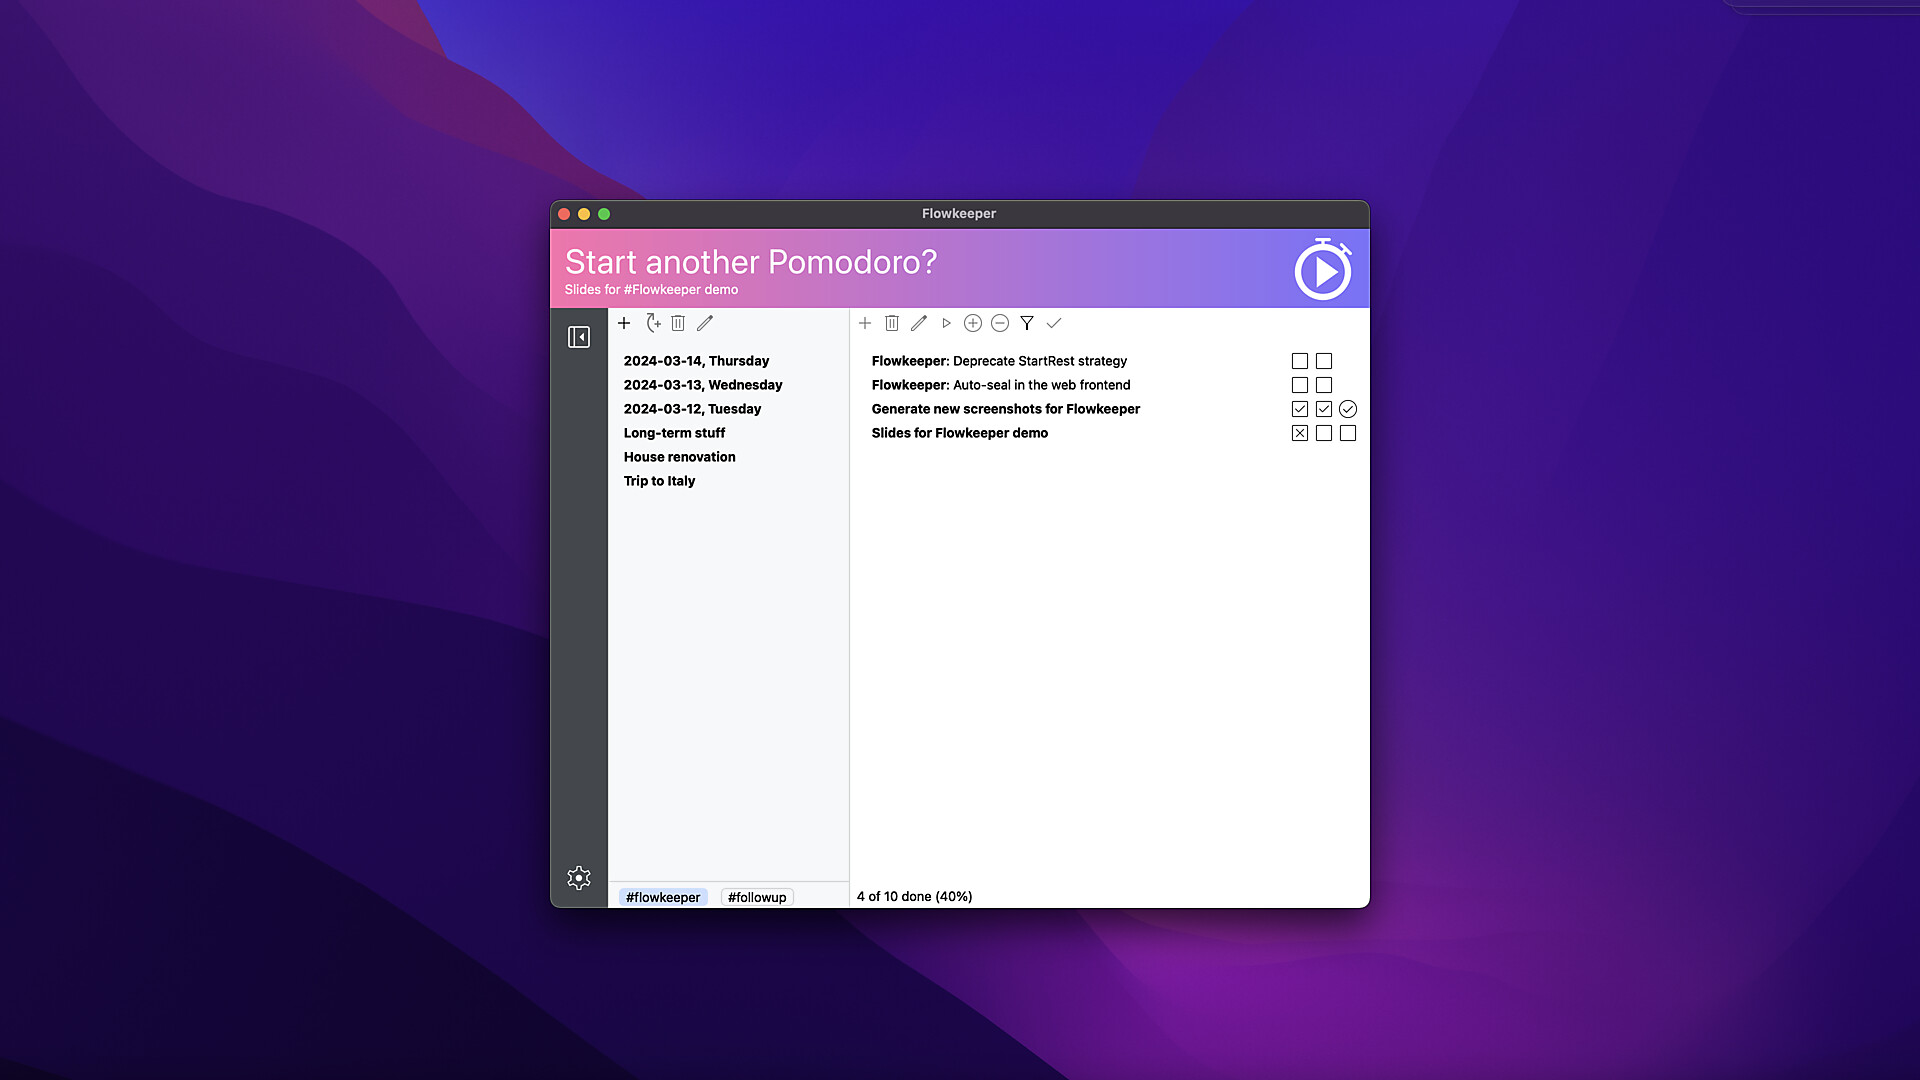 Flowkeeper
Start another Pomodoro?
Slides for #Flowkeeper demo
2024-03-14, Thursday
2024-03-13, Wednesday
2024-03-12, Tuesday
Long-term stuff
House renovation
Trip to Italy
#flowkeeper #followup
Flowkeeper: Deprecate StartRest strategy
Flowkeeper: Auto-seal in the web frontend
Generate new screenshots for Flowkeeper
Slides for Flowkeeper demo
4 of 10 done (40%)